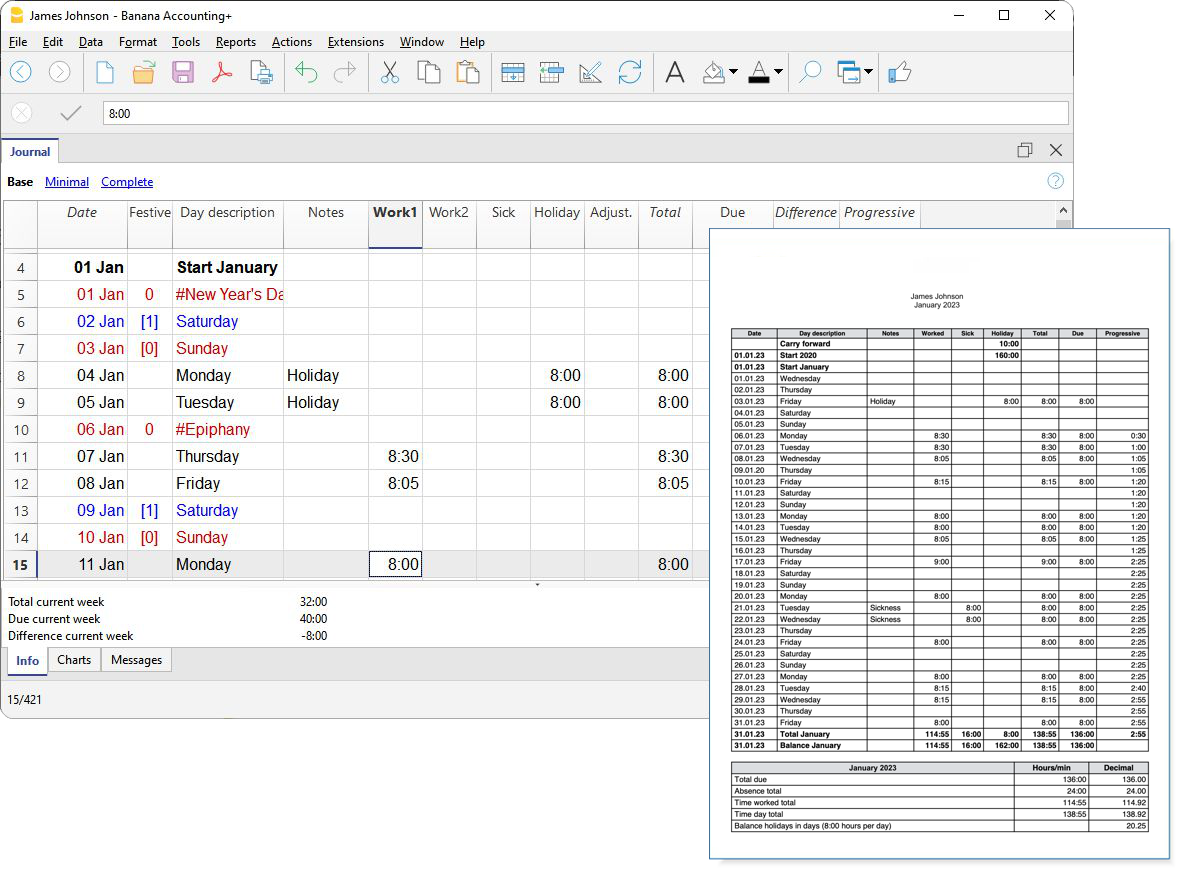 James Johnson - Banana Accounting+
File Edit Data Format Tools Reports Actions Extensions Window Help
8:00
Journal
Base Minimal Complete
Date Festive Day description Notes Work1 Work2 Sick Holiday Adjust. Total Due Difference Progressive
4 01 Jan Start January
5 01 Jan 0 #New Year's Da
6 02 Jan [1] Saturday
7 03 Jan [0] Sunday
8 04 Jan Monday Holiday 8:00 8:00
9 05 Jan Tuesday Holiday 8:00 8:00
10 06 Jan 0 #Epiphany
11 07 Jan Thursday 8:30 8:30
12 08 Jan Friday 8:05 8:05
13 09 Jan [1] Saturday
14 10 Jan [0] Sunday
15 11 Jan Monday 8:00 8:00
Total current week 32:00
Due current week 40:00
Difference current week -8:00
Info Charts Messages
15/421
James Johnson
January 2023
Date Day description Notes Worked Sick Holiday Total Due Progressive
Carry forward 10:00
01.01.23 Start 2020 160:00
01.01.23 Start January
01.01.23 Wednesday
02.01.23 Thursday
03.01.23 Friday Holiday 8:00 8:00 8:00
04.01.23 Saturday
05.01.23 Sunday
06.01.23 Monday 8:30 8:30 8:00 0:30
07.01.23 Tuesday 8:30 8:30 8:00 1:00
08.01.23 Wednesday 8:05 8:05 8:00 1:05
09.01.20 Thursday 1:05
10.01.23 Friday 8:15 8:15 8:00 1:20
11.01.23 Saturday 1:20
12.01.23 Sunday 1:20
13.01.23 Monday 8:00 8:00 8:00 1:20
14.01.23 Tuesday 8:00 8:00 8:00 1:20
15.01.23 Wednesday 8:05 8:05 8:00 1:25
16.01.23 Thursday 1:25
17.01.23 Friday 9:00 9:00 8:00 2:25
18.01.23 Saturday 2:25
19.01.23 Sunday 2:25
20.01.23 Monday 8:00 8:00 8:00 2:25
21.01.23 Tuesday Sickness 8:00 8:00 8:00 2:25
22.01.23 Wednesday Sickness 8:00 8:00 8:00 2:25
23.01.23 Thursday 2:25
24.01.23 Friday 8:00 8:00 8:00 2:25
25.01.23 Saturday 2:25
26.01.23 Sunday 2:25
27.01.23 Monday 8:00 8:00 8:00 2:25
28.01.23 Tuesday 8:15 8:15 8:00 2:40
29.01.23 Wednesday 8:15 8:15 8:00 2:55
30.01.23 Thursday 2:55
31.01.23 Friday 8:00 8:00 8:00 2:55
31.01.23 Total January 114:55 16:00 8:00 138:55 136:00 2:55
31.01.23 Balance January 114:55 16:00 162:00 138:55 136:00
January 2023 Hours/min Decimal
Total due 136:00 136.00
Absence total 24:00 24.00
Time worked total 114:55 114.92
Time day total 138:55 138.92
Balance holidays in days (8:00 hours per day) 20.25